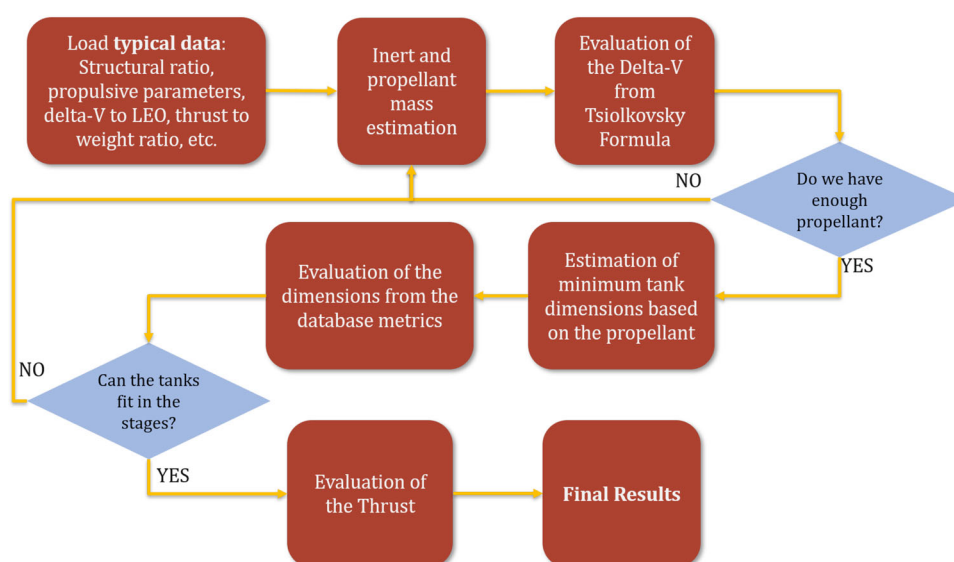 Load typical data:
Structural ratio,
propulsive parameters,
delta-V to LEO, thrust to
weight ratio, etc.
Inert and
propellant
mass
estimation
Evaluation of
the Delta-V
from
Tsiolkovsky
Formula
Do we have
enough
propellant?
NO
YES
Estimation of
minimum tank
dimensions based
on the propellant
Evaluation of the
dimensions from the
database metrics
Can the tanks
fit in the
stages?
NO
YES
Evaluation of
the Thrust
Final Results